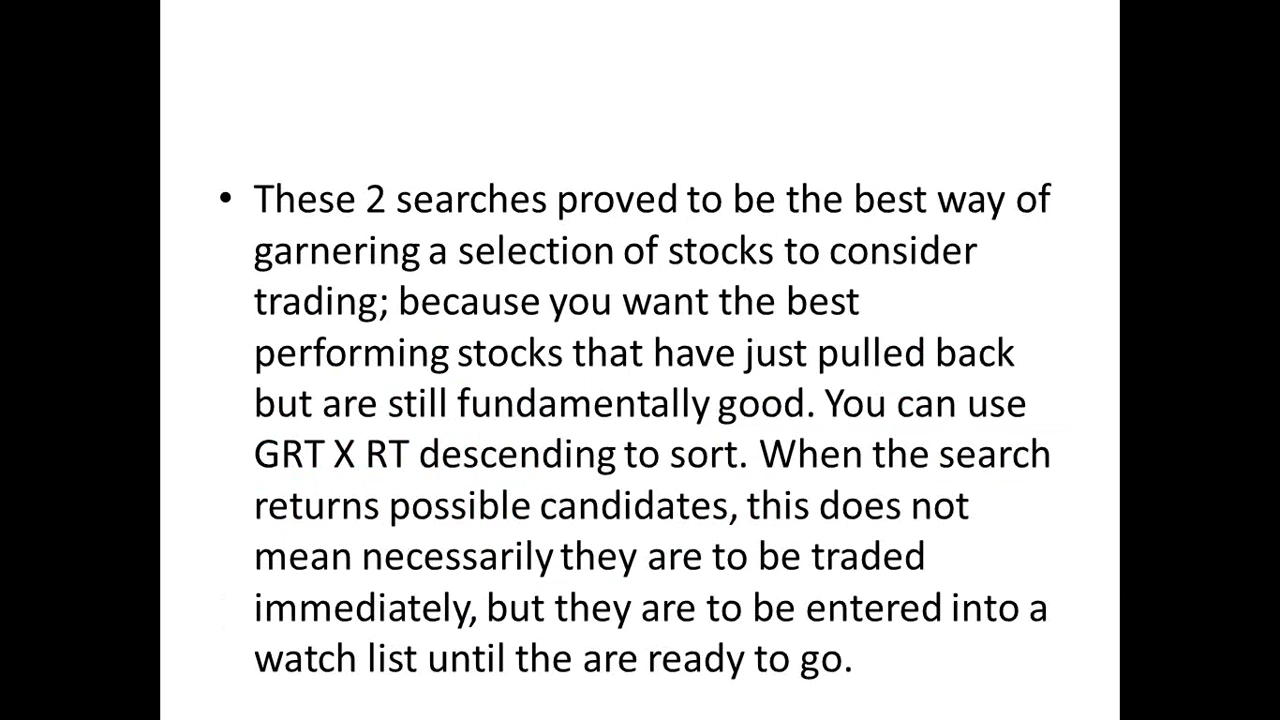 • These 2 searches proved to be the best way of
garnering a selection of stocks to consider
trading; because you want the best
performing stocks that have just pulled back
but are still fundamentally good. You can use
GRT X RT descending to sort. When the search
returns possible candidates, this does not
mean necessarily they are to be traded
immediately, but they are to be entered into a
watch list until the are ready to go.